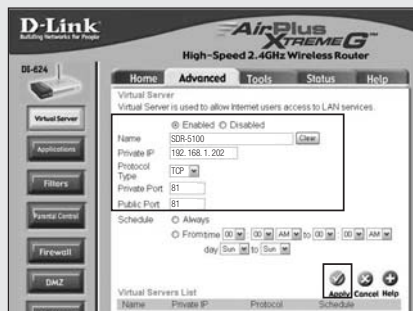 D-Link
Building Networks for People
AirPlus
XTREME G™
High-Speed 2.4GHz Wireless Router
DI-624
Home Advanced Tools Status Help
Virtual Server
Virtual Server is used to allow Internet users access to LAN services.
Enabled Disabled
Name SDR-5100 Clear
Private IP 192.168.1.202
Protocol Type TCP
Private Port 81
Public Port 81
Schedule Always
From time 00 : 00 AM to 00 : 00 AM
day Sun to Sun
Apply Cancel Help
Virtual Servers List
Name Private IP Protocol Schedule
Virtual Server
Applications
Filters
Parental Control
Firewall
DMZ